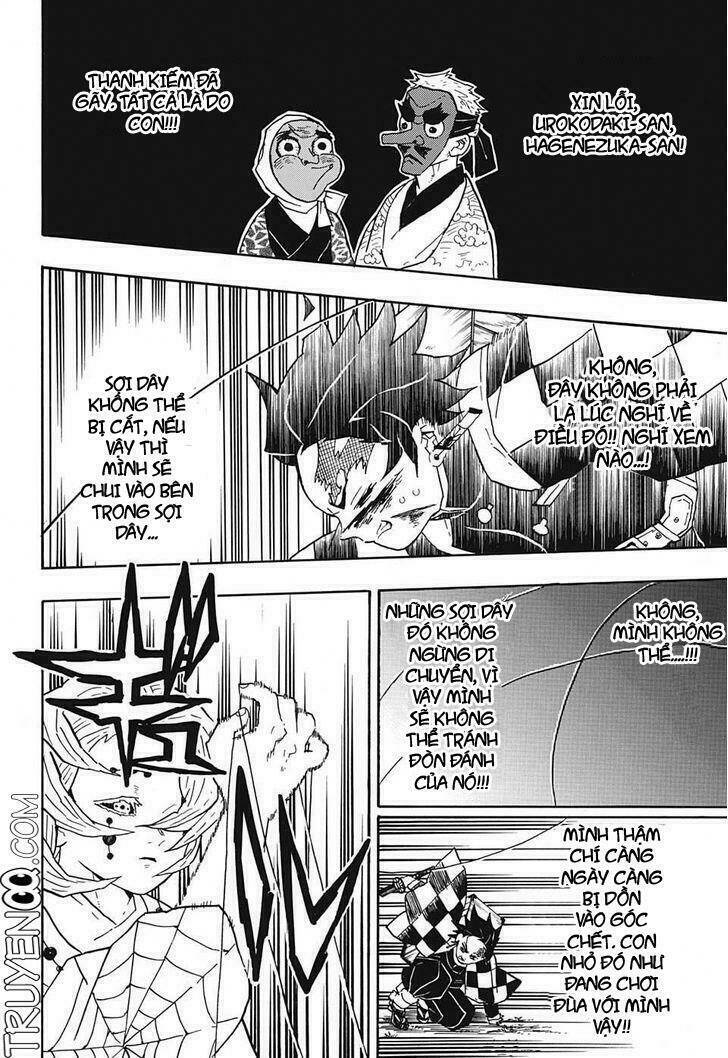 XIN LỖI,
UROKODAKI-SAN,
HAGENEZUKA-SAN!
THANH KIẾM ĐÃ
GÃY. TẤT CẢ LÀ DO
CON!!!
KHÔNG,
ĐÂY KHÔNG PHẢI
LÀ LÚC NGHĨ VỀ
ĐIỀU ĐÓ!! NGHĨ XEM
NÀO....!
SỢI DÂY
KHÔNG THỂ
BỊ CẮT, NẾU
VẬY THÌ
MÌNH SẼ
CHUI VÀO BÊN
TRONG SỢI
DÂY...
KHÔNG,
MÌNH KHÔNG
THỂ....!!!
NHỮNG SỢI DÂY
ĐÓ KHÔNG
NGỪNG DI
CHUYỂN, VÌ
VẬY MÌNH
SẼ KHÔNG
THỂ TRÁNH
ĐÒN ĐÁNH
CỦA NÓ!!!
MÌNH THẬM
CHÍ CÀNG
NGÀY CÀNG
BỊ DỒN
VÀO GÓC
CHẾT. CON
NHỎ ĐÓ NHƯ
ĐANG CHƠI
ĐÙA VỚI MÌNH
VẬY!!
TRUYENQQ.COM